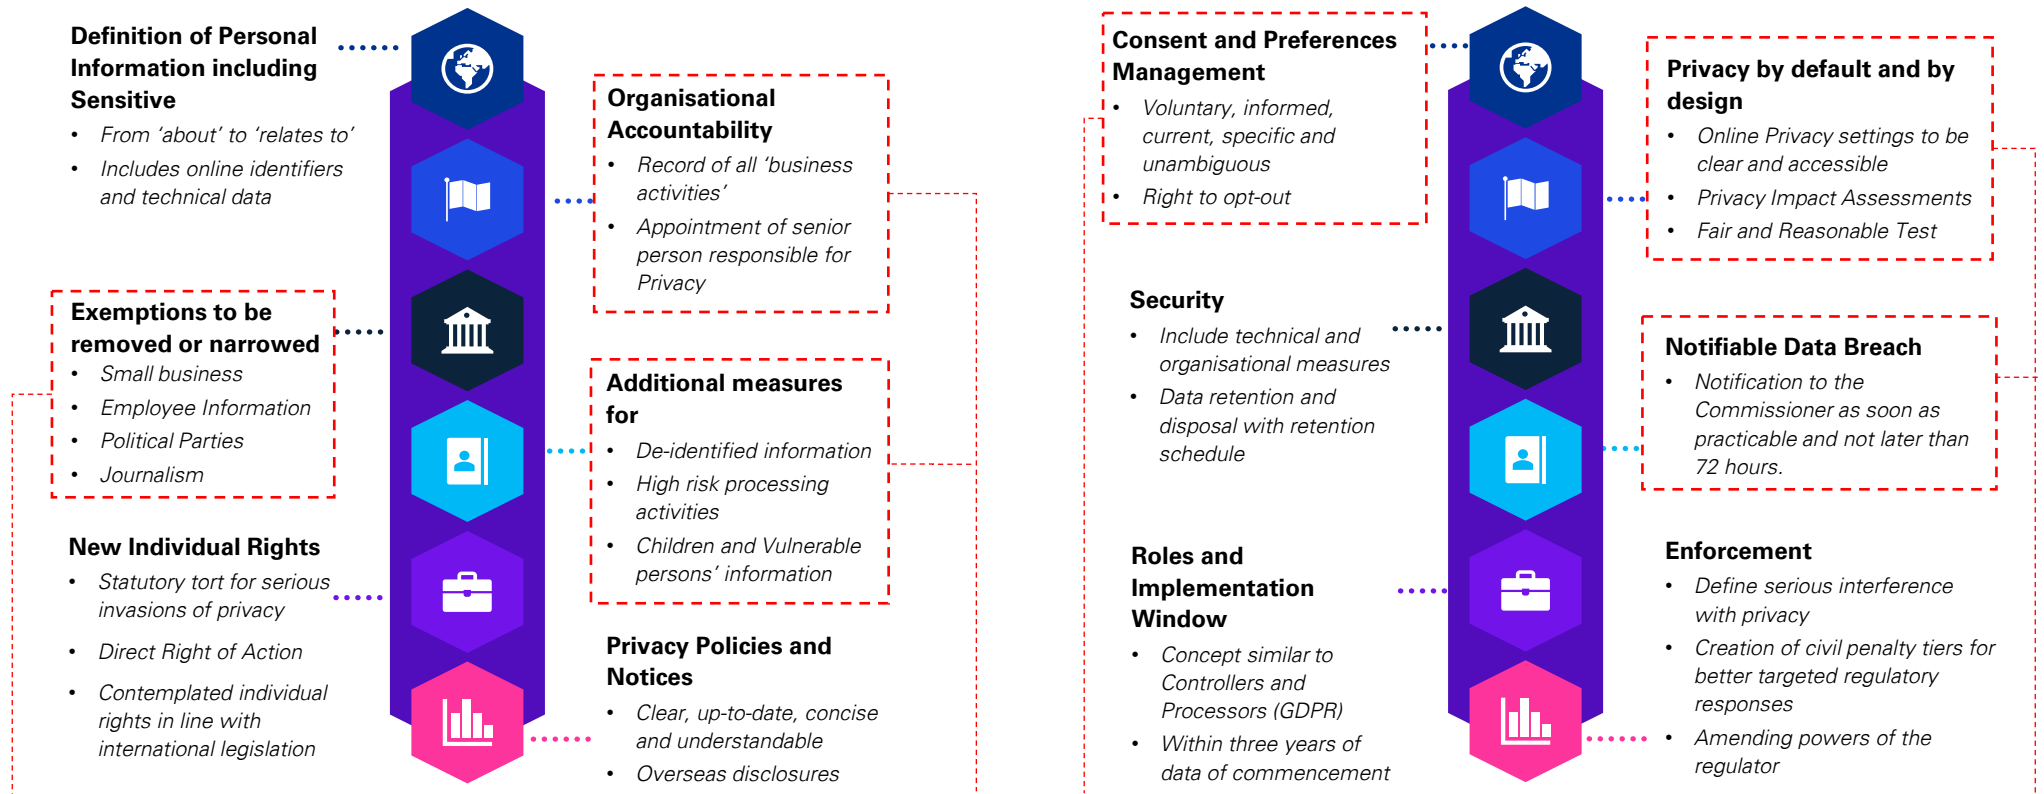 Definition of Personal
Information including
Sensitive
• From ‘about’ to ‘relates to’
• Includes online identifiers
and technical data
Organisational
Accountability
• Record of all ‘business
activities’
• Appointment of senior
person responsible for
Privacy
Exemptions to be
removed or narrowed
• Small business
• Employee Information
• Political Parties
• Journalism
Additional measures
for
• De-identified information
• High risk processing
activities
• Children and Vulnerable
persons’ information
New Individual Rights
• Statutory tort for serious
invasions of privacy
• Direct Right of Action
• Contemplated individual
rights in line with
international legislation
Privacy Policies and
Notices
• Clear, up-to-date, concise
and understandable
• Overseas disclosures
Consent and Preferences
Management
• Voluntary, informed,
current, specific and
unambiguous
• Right to opt-out
Privacy by default and by
design
• Online Privacy settings to be
clear and accessible
• Privacy Impact Assessments
• Fair and Reasonable Test
Security
• Include technical and
organisational measures
• Data retention and
disposal with retention
schedule
Notifiable Data Breach
• Notification to the
Commissioner as soon as
practicable and not later than
72 hours.
Roles and
Implementation
Window
• Concept similar to
Controllers and
Processors (GDPR)
• Within three years of
data of commencement
Enforcement
• Define serious interference
with privacy
• Creation of civil penalty tiers for
better targeted regulatory
responses
• Amending powers of the
regulator